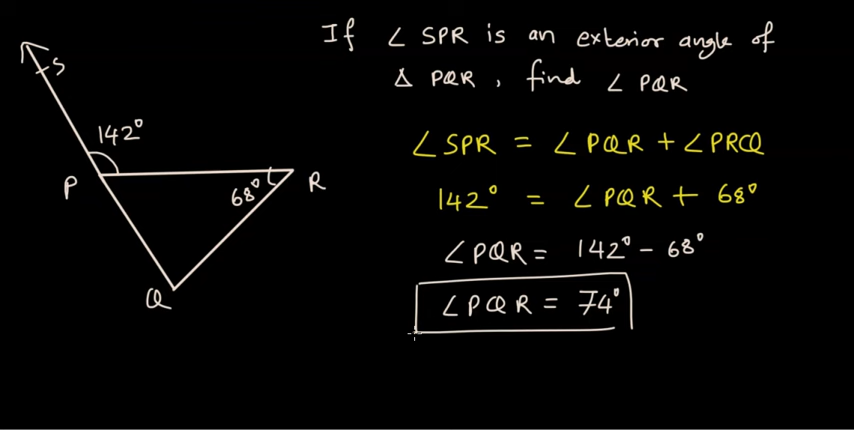 If ∠ SPR is an exterior angle of
Δ PQR, find ∠ PQR
S
142°
P
68°
R
Q
∠ SPR = ∠ PQR + ∠PRQ
142° = ∠ PQR + 68°
∠ PQR = 142° - 68°
∠ PQR = 74°